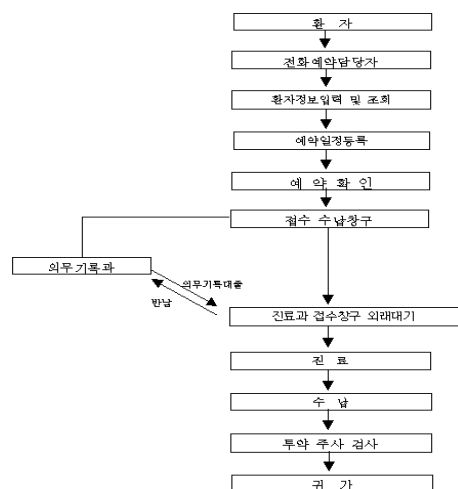 환 자
전화예약담당자
환자정보입력 및 조회
예약일정등록
예 약 확 인
접수 수납창구
의무기록과
의무기록대출
반납
진료과 접수창구 외래대기
진 료
수 납
투약 주사 검사
귀 가